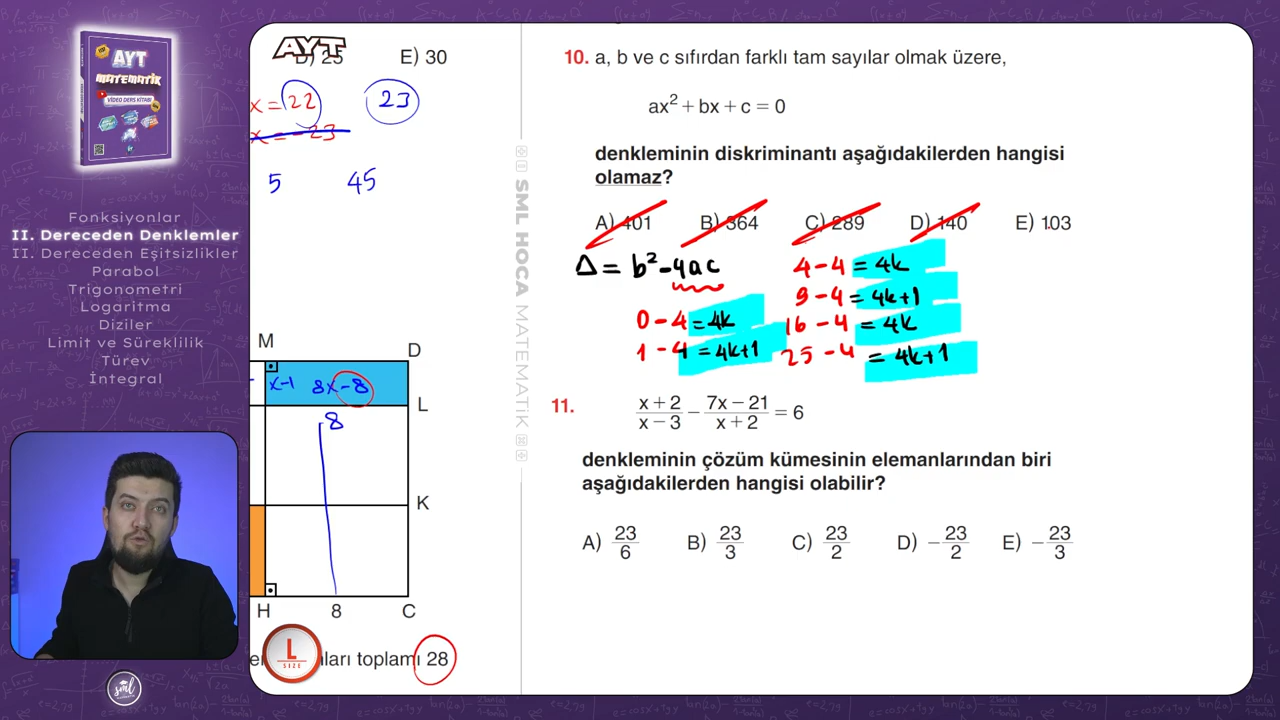 AYT
MATEMATİK
VİDEO DERS KİTABI
Fonksiyonlar
II. Dereceden Denklemler
II. Dereceden Eşitsizlikler
Parabol
Trigonometri
Logaritma
Diziler
Limit ve Süreklilik
Türev
İntegral
sml
AYT
D) 25 E) 30
x = 22 23
x = -23
5 45
M D
x-1 8x-8
L
8
K
H 8 C
L
SIZE
ları toplamı 28
SML HOCA MATEMATİK
10. a, b ve c sıfırdan farklı tam sayılar olmak üzere,
ax² + bx + c = 0
denkleminin diskriminantı aşağıdakilerden hangisi
olamaz?
A) 401 B) 364 C) 289 D) 140 E) 103
Δ = b² - 4ac
0 - 4 = 4k
1 - 4 = 4k+1
4 - 4 = 4k
9 - 4 = 4k+1
16 - 4 = 4k
25 - 4 = 4k+1
11. x + 2 / x − 3 − 7x − 21 / x + 2 = 6
denkleminin çözüm kümesinin elemanlarından biri
aşağıdakilerden hangisi olabilir?
A) 23/6 B) 23/3 C) 23/2 D) −23/2 E) −23/3